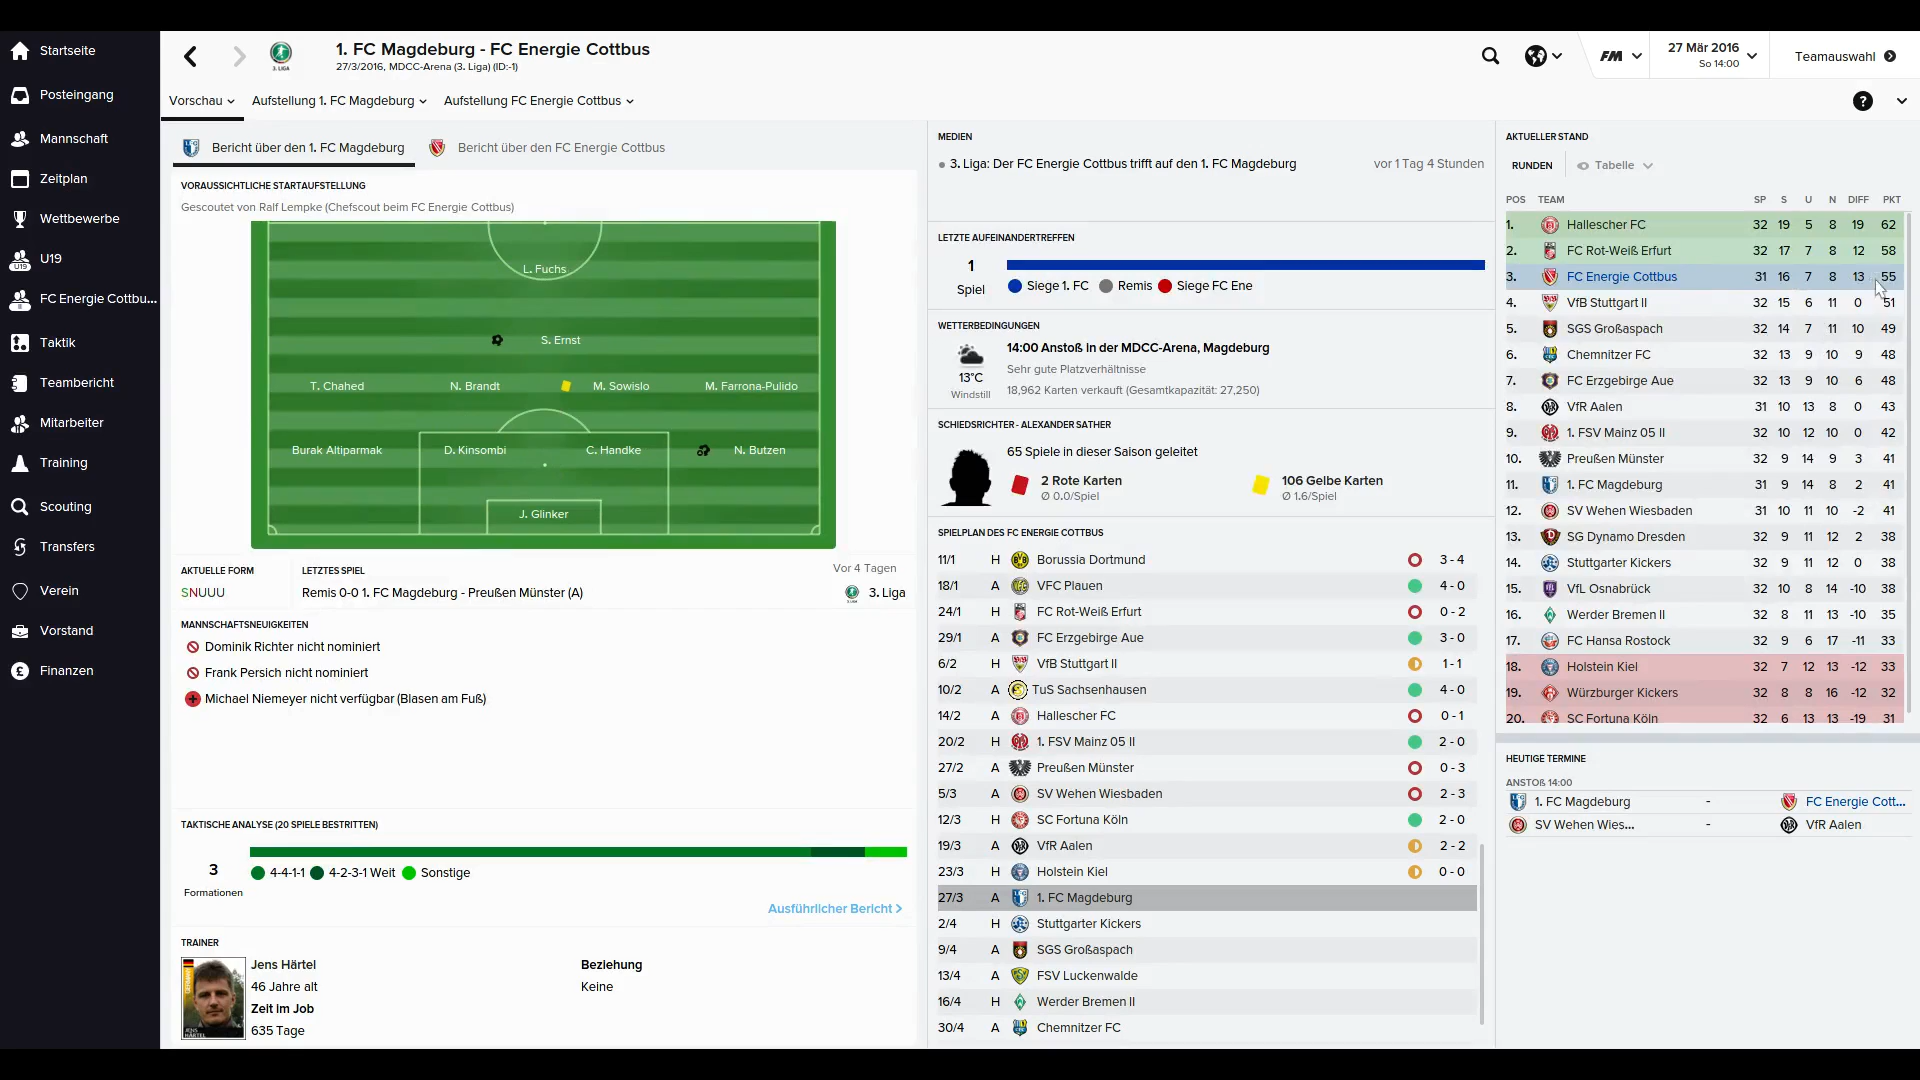 Startseite
Posteingang
Mannschaft
Zeitplan
Wettbewerbe
U19
FC Energie Cottbu...
Taktik
Teambericht
Mitarbeiter
Training
Scouting
Transfers
Verein
Vorstand
Finanzen
1. FC Magdeburg - FC Energie Cottbus
27/3/2016, MDCC-Arena (3. Liga) (ID:-1)
FM
27 Mär 2016
So 14:00
Teamauswahl
Vorschau
Aufstellung 1. FC Magdeburg
Aufstellung FC Energie Cottbus
?
Bericht über den 1. FC Magdeburg
Bericht über den FC Energie Cottbus
VORAUSSICHTLICHE STARTAUFSTELLUNG
Gescoutet von Ralf Lempke (Chefscout beim FC Energie Cottbus)
L. Fuchs
S. Ernst
T. Chahed N. Brandt M. Sowislo M. Farrona-Pulido
Burak Altiparmak D. Kinsombi C. Handke N. Butzen
J. Glinker
AKTUELLE FORM
SNUUU
LETZTES SPIEL Vor 4 Tagen
Remis 0-0 1. FC Magdeburg - Preußen Münster (A) 3. Liga
MANNSCHAFTSNEUIGKEITEN
Dominik Richter nicht nominiert
Frank Persich nicht nominiert
Michael Niemeyer nicht verfügbar (Blasen am Fuß)
TAKTISCHE ANALYSE (20 SPIELE BESTRITTEN)
3
Formationen
4-4-1-1 4-2-3-1 Weit Sonstige
Ausführlicher Bericht >
TRAINER
Jens Härtel
46 Jahre alt
Zeit im Job
635 Tage
Beziehung
Keine
MEDIEN
3. Liga: Der FC Energie Cottbus trifft auf den 1. FC Magdeburg vor 1 Tag 4 Stunden
LETZTE AUFEINANDERTREFFEN
1
Spiel
Siege 1. FC Remis Siege FC Ene
WETTERBEDINGUNGEN
13°C
Windstill
14:00 Anstoß in der MDCC-Arena, Magdeburg
Sehr gute Platzverhältnisse
18,962 Karten verkauft (Gesamtkapazität: 27,250)
SCHIEDSRICHTER - ALEXANDER SATHER
65 Spiele in dieser Saison geleitet
2 Rote Karten
Ø 0.0/Spiel
106 Gelbe Karten
Ø 1.6/Spiel
SPIELPLAN DES FC ENERGIE COTTBUS
11/1 H Borussia Dortmund 3 - 4
18/1 A VFC Plauen 4 - 0
24/1 H FC Rot-Weiß Erfurt 0 - 2
29/1 A FC Erzgebirge Aue 3 - 0
6/2 H VfB Stuttgart II 1 - 1
10/2 A TuS Sachsenhausen 4 - 0
14/2 A Hallescher FC 0 - 1
20/2 H 1. FSV Mainz 05 II 2 - 0
27/2 A Preußen Münster 0 - 3
5/3 A SV Wehen Wiesbaden 2 - 3
12/3 H SC Fortuna Köln 2 - 0
19/3 A VfR Aalen 2 - 2
23/3 H Holstein Kiel 0 - 0
27/3 A 1. FC Magdeburg
2/4 H Stuttgarter Kickers
9/4 A SGS Großaspach
13/4 A FSV Luckenwalde
16/4 H Werder Bremen II
30/4 A Chemnitzer FC
AKTUELLER STAND
RUNDEN Tabelle
POS TEAM SP S U N DIFF PKT
1. Hallescher FC 32 19 5 8 19 62
2. FC Rot-Weiß Erfurt 32 17 7 8 12 58
3. FC Energie Cottbus 31 16 7 8 13 55
4. VfB Stuttgart II 32 15 6 11 0 51
5. SGS Großaspach 32 14 7 11 10 49
6. Chemnitzer FC 32 13 9 10 9 48
7. FC Erzgebirge Aue 32 13 9 10 6 48
8. VfR Aalen 31 10 13 8 0 43
9. 1. FSV Mainz 05 II 32 10 12 10 0 42
10. Preußen Münster 32 9 14 9 3 41
11. 1. FC Magdeburg 31 9 14 8 2 41
12. SV Wehen Wiesbaden 31 10 11 10 -2 41
13. SG Dynamo Dresden 32 9 11 12 2 38
14. Stuttgarter Kickers 32 9 11 12 0 38
15. VfL Osnabrück 32 10 8 14 -10 38
16. Werder Bremen II 32 8 11 13 -10 35
17. FC Hansa Rostock 32 9 6 17 -11 33
18. Holstein Kiel 32 7 12 13 -12 33
19. Würzburger Kickers 32 8 8 16 -12 32
20. SC Fortuna Köln 32 6 13 13 -19 31
HEUTIGE TERMINE
ANSTOß 14:00
1. FC Magdeburg - FC Energie Cott...
SV Wehen Wies... - VfR Aalen